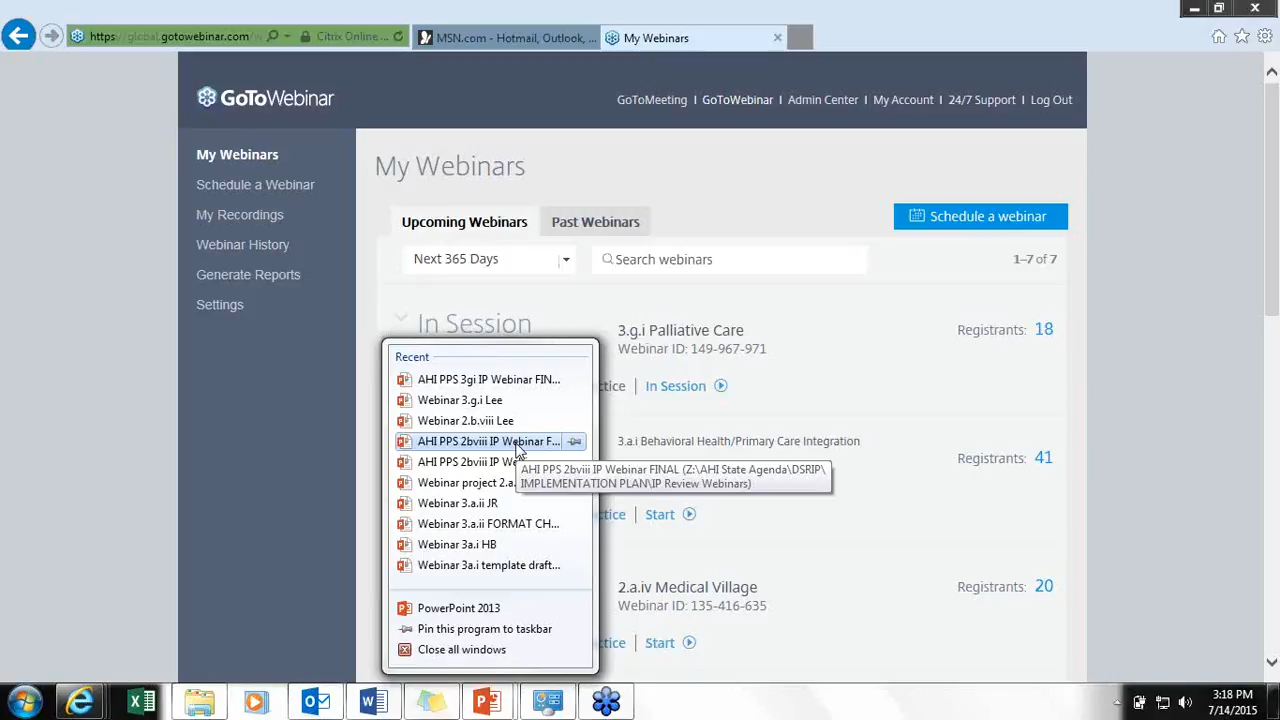 https://global.gotowebinar.com/
Citrix Online...
MSN.com - Hotmail, Outlook, ...
My Webinars
GoToWebinar
GoToMeeting | GoToWebinar | Admin Center | My Account | 24/7 Support | Log Out
My Webinars
Schedule a Webinar
My Recordings
Webinar History
Generate Reports
Settings
My Webinars
Upcoming Webinars
Past Webinars
Schedule a webinar
Next 365 Days
Search webinars
1–7 of 7
In Session
3.g.i Palliative Care
Webinar ID: 149-967-971
Registrants: 18
In Session
3.a.i Behavioral Health/Primary Care Integration
Registrants: 41
Start
2.a.iv Medical Village
Webinar ID: 135-416-635
Registrants: 20
Start
Recent
AHI PPS 3gi IP Webinar FIN...
Webinar 3.g.i Lee
Webinar 2.b.viii Lee
AHI PPS 2bviii IP Webinar F...
AHI PPS 2bviii IP We
Webinar project 2.a.
Webinar 3.a.ii JR
Webinar 3.a.ii FORMAT CH...
Webinar 3a.i HB
Webinar 3a.i template draft...
PowerPoint 2013
Pin this program to taskbar
Close all windows
AHI PPS 2bviii IP Webinar FINAL (Z:\AHI State Agenda\DSRIP\
IMPLEMENTATION PLAN\IP Review Webinars)
3:18 PM
7/14/2015